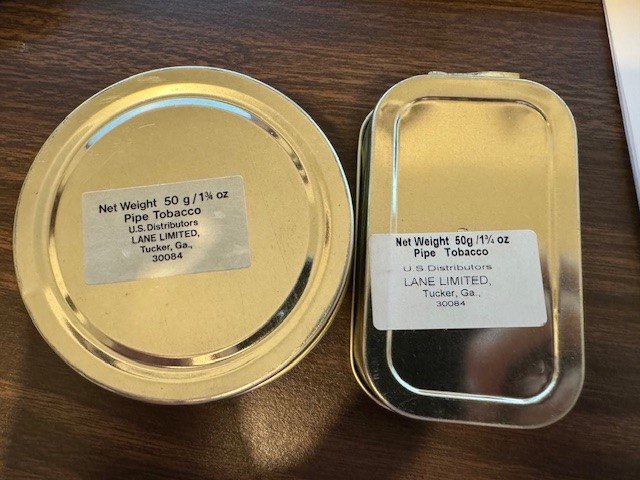 Net Weight 50 g / 1¾ oz
Pipe Tobacco
U.S. Distributors
LANE LIMITED,
Tucker, Ga.,
30084
Net Weight 50g /1¾ oz
Pipe Tobacco
U.S. Distributors
LANE LIMITED,
Tucker, Ga.,
30084